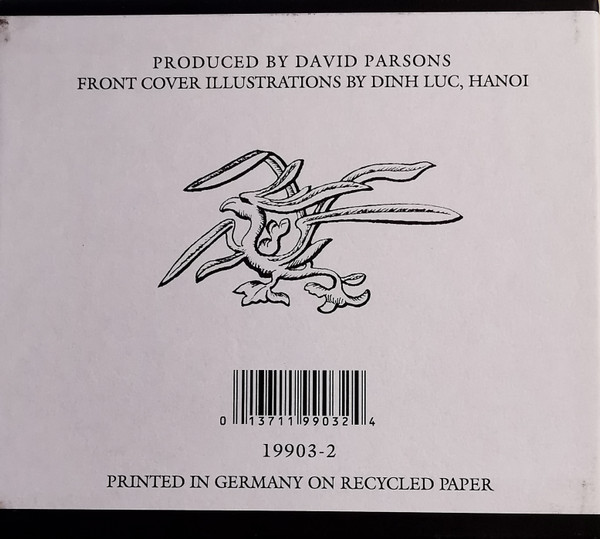 PRODUCED BY DAVID PARSONS
FRONT COVER ILLUSTRATIONS BY DINH LUC, HANOI
0 13711 99032 4
19903-2
PRINTED IN GERMANY ON RECYCLED PAPER